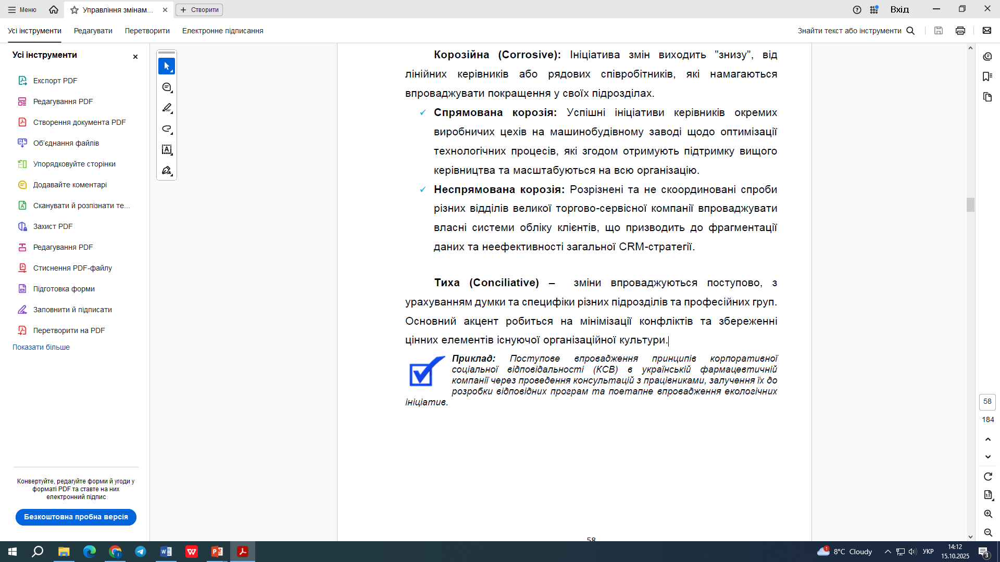 Меню
Управління змінам...
Створити
Вхід
Усі інструменти
Редагувати
Перетворити
Електронне підписання
Знайти текст або інструменти
Усі інструменти
Експорт PDF
Редагування PDF
Створення документа PDF
Об'єднання файлів
Упорядковуйте сторінки
Додавайте коментарі
Сканувати й розпізнати те...
Захист PDF
Редагування PDF
Стиснення PDF-файлу
Підготовка форми
Заповнити й підписати
Перетворити на PDF
Показати більше
Конвертуйте, редагуйте форми й угоди у
форматі PDF та ставте на них
електронний підпис
Безкоштовна пробна версія
Корозійна (Corrosive): Ініціатива змін виходить "знизу", від
лінійних керівників або рядових співробітників, які намагаються
впроваджувати покращення у своїх підрозділах.
✓ Спрямована корозія: Успішні ініціативи керівників окремих
виробничих цехів на машинобудівному заводі щодо оптимізації
технологічних процесів, які згодом отримують підтримку вищого
керівництва та масштабуються на всю організацію.
✓ Неспрямована корозія: Розрізнені та не скоординовані спроби
різних відділів великої торгово-сервісної компанії впроваджувати
власні системи обліку клієнтів, що призводить до фрагментації
даних та неефективності загальної CRM-стратегії.
Тиха (Conciliative) – зміни впроваджуються поступово, з
урахуванням думки та специфіки різних підрозділів та професійних груп.
Основний акцент робиться на мінімізації конфліктів та збереженні
цінних елементів існуючої організаційної культури.
Приклад: Поступове впровадження принципів корпоративної
соціальної відповідальності (КСВ) в українській фармацевтичній
компанії через проведення консультацій з працівниками, залучення їх до
розробки відповідних програм та поетапне впровадження екологічних
ініціатив.
58
58
184
1:1
1
8°C Cloudy
УКР
14:12
15.10.2025
3